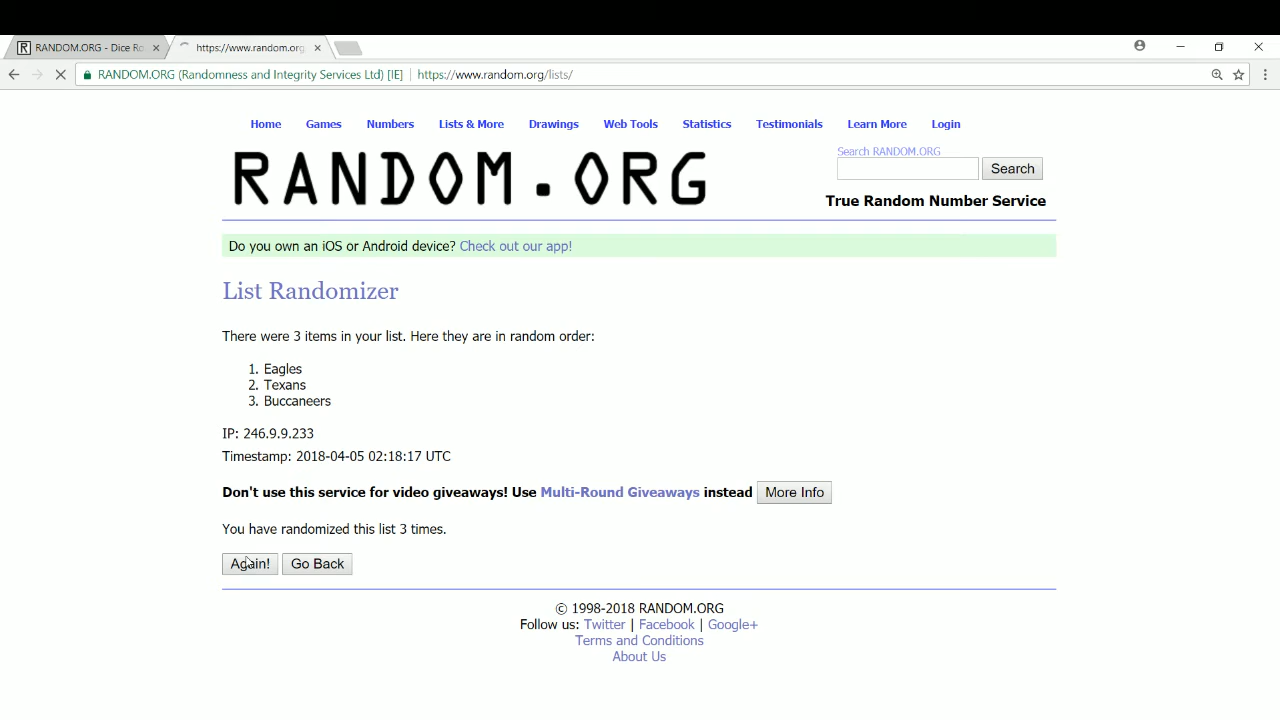 RANDOM.ORG - Dice Ro
https://www.random.org
RANDOM.ORG (Randomness and Integrity Services Ltd) [IE] | https://www.random.org/lists/
Home Games Numbers Lists & More Drawings Web Tools Statistics Testimonials Learn More Login
RANDOM.ORG
Search RANDOM.ORG
Search
True Random Number Service
Do you own an iOS or Android device? Check out our app!
List Randomizer
There were 3 items in your list. Here they are in random order:
1. Eagles
2. Texans
3. Buccaneers
IP: 246.9.9.233
Timestamp: 2018-04-05 02:18:17 UTC
Don't use this service for video giveaways! Use Multi-Round Giveaways instead More Info
You have randomized this list 3 times.
Again! Go Back
© 1998-2018 RANDOM.ORG
Follow us: Twitter | Facebook | Google+
Terms and Conditions
About Us